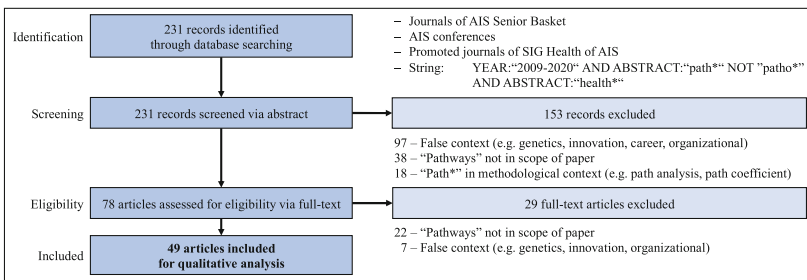 Identification
231 records identified
through database searching
– Journals of AIS Senior Basket
– AIS conferences
– Promoted journals of SIG Health of AIS
– String: YEAR:“2009-2020“ AND ABSTRACT:“path*“ NOT ”patho*”
AND ABSTRACT:“health*“
Screening
231 records screened via abstract
153 records excluded
97 – False context (e.g. genetics, innovation, career, organizational)
38 – “Pathways” not in scope of paper
18 – “Path*” in methodological context (e.g. path analysis, path coefficient)
Eligibility
78 articles assessed for eligibility via full-text
29 full-text articles excluded
22 – “Pathways” not in scope of paper
7 – False context (e.g. genetics, innovation, organizational)
Included
49 articles included
for qualitative analysis